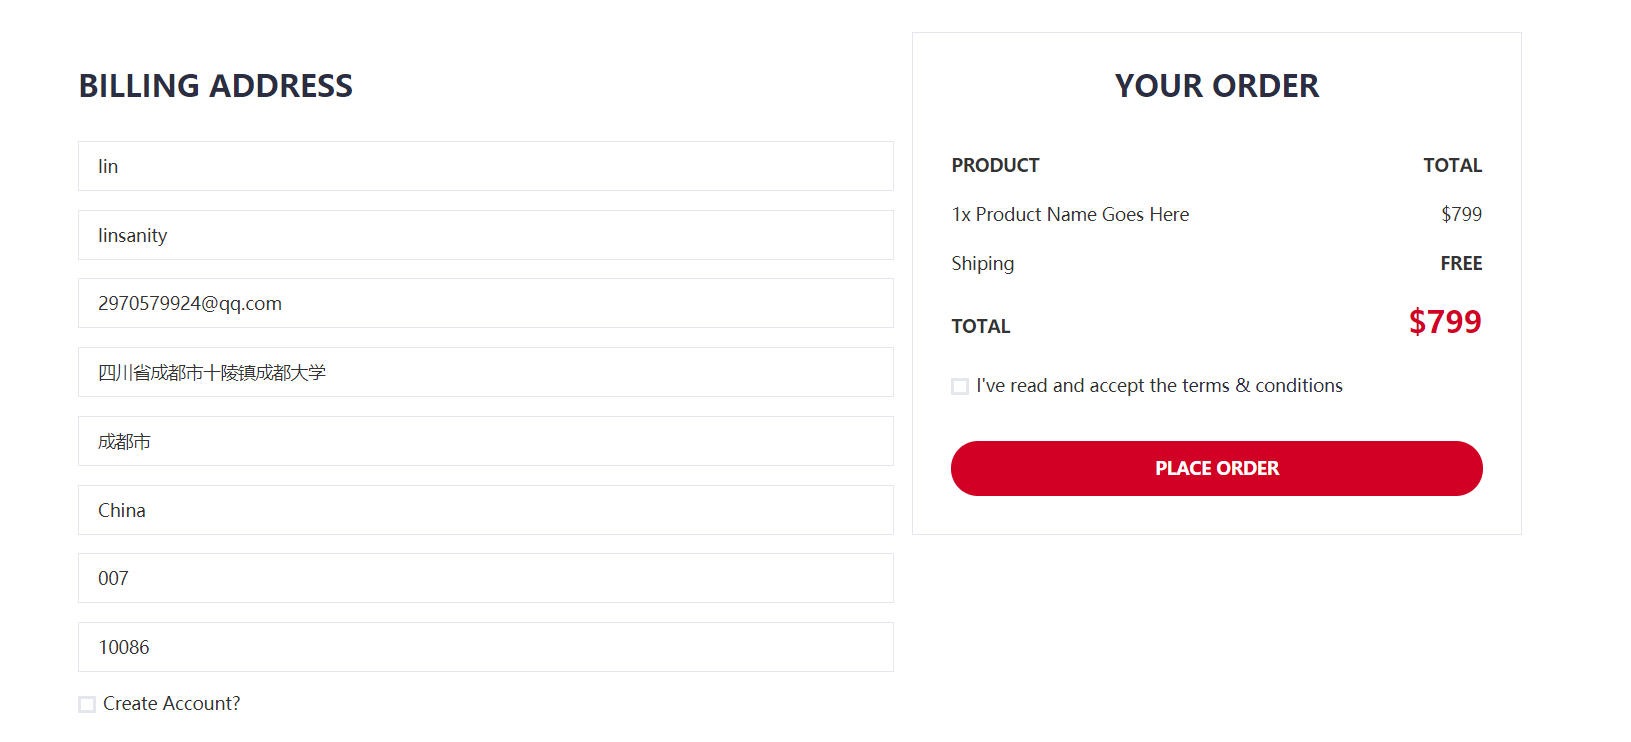 BILLING ADDRESS
lin
linsanity
2970579924@qq.com
四川省成都市十陵镇成都大学
成都市
China
007
10086
Create Account?
YOUR ORDER
PRODUCT TOTAL
1x Product Name Goes Here $799
Shiping FREE
TOTAL $799
I've read and accept the terms & conditions
PLACE ORDER